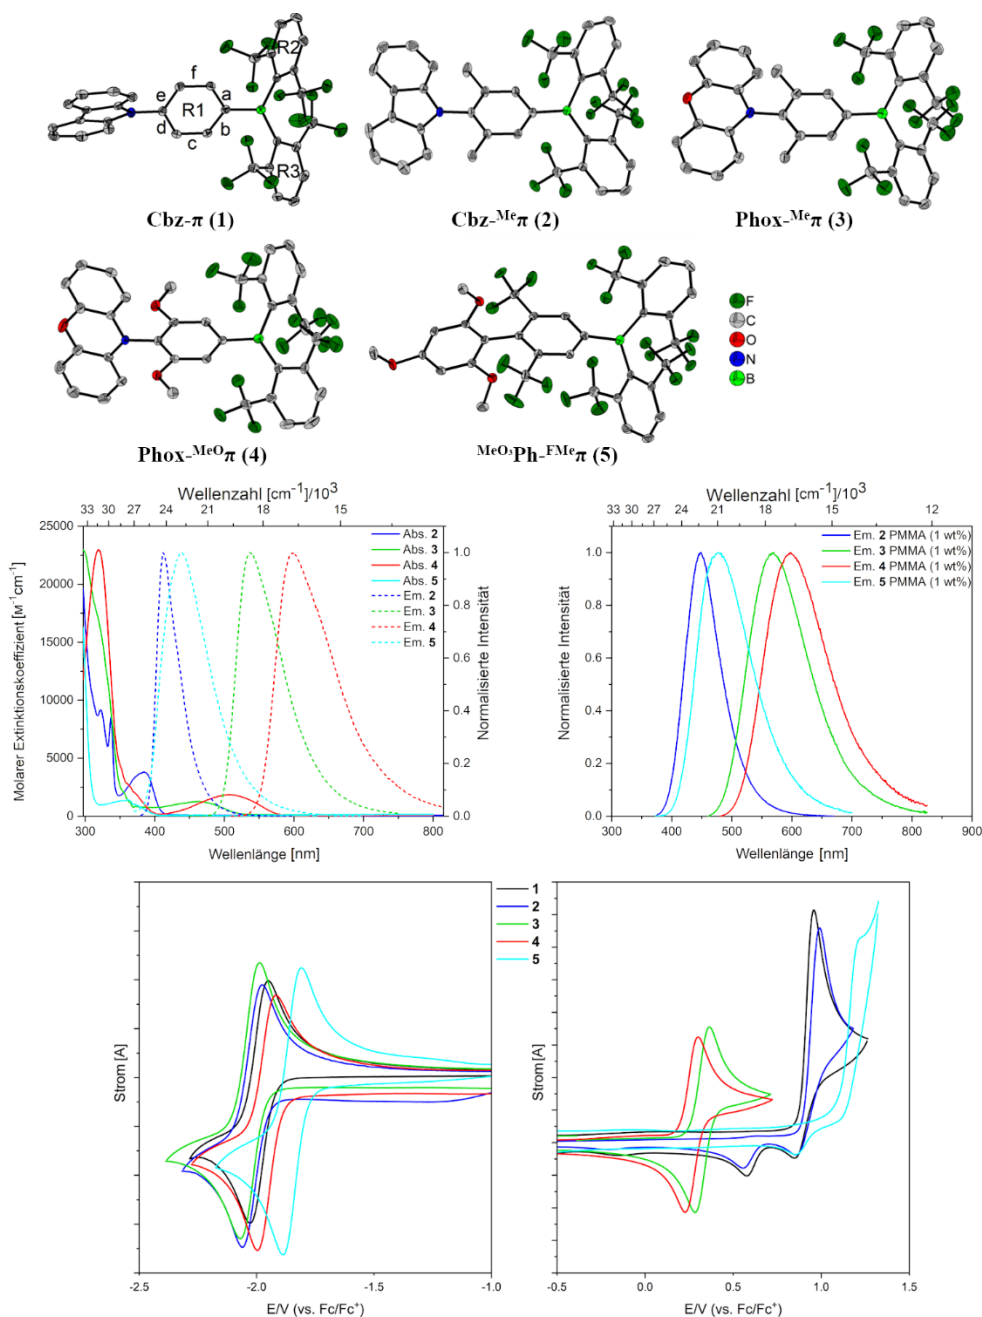 R2
f
e
a
R1
d
b
c
R3
Cbz-π (1)
Cbz-ᴹᵉπ (2)
Phox-ᴹᵉπ (3)
F
C
O
N
B
Phox-ᴹᵉᴼπ (4)
ᴹᵉᴼ³Ph-ᶠᴹᵉπ (5)
Wellenzahl [cm⁻¹]/10³
33 30 27 24 21 18 15
25000
20000
15000
10000
5000
0
Molarer Extinktionskoeffizient [M⁻¹cm⁻¹]
Abs. 2
Abs. 3
Abs. 4
Abs. 5
Em. 2
Em. 3
Em. 4
Em. 5
1.0
0.8
0.6
0.4
0.2
0.0
Normalisierte Intensität
300 400 500 600 700 800
Wellenlänge [nm]
Wellenzahl [cm⁻¹]/10³
33 30 27 24 21 18 15 12
1.0
0.8
0.6
0.4
0.2
0.0
Normalisierte Intensität
Em. 2 PMMA (1 wt%)
Em. 3 PMMA (1 wt%)
Em. 4 PMMA (1 wt%)
Em. 5 PMMA (1 wt%)
300 400 500 600 700 800 900
Wellenlänge [nm]
Strom [A]
1
2
3
4
5
-2.5 -2.0 -1.5 -1.0
E/V (vs. Fc/Fc⁺)
Strom [A]
-0.5 0.0 0.5 1.0 1.5
E/V (vs. Fc/Fc⁺)